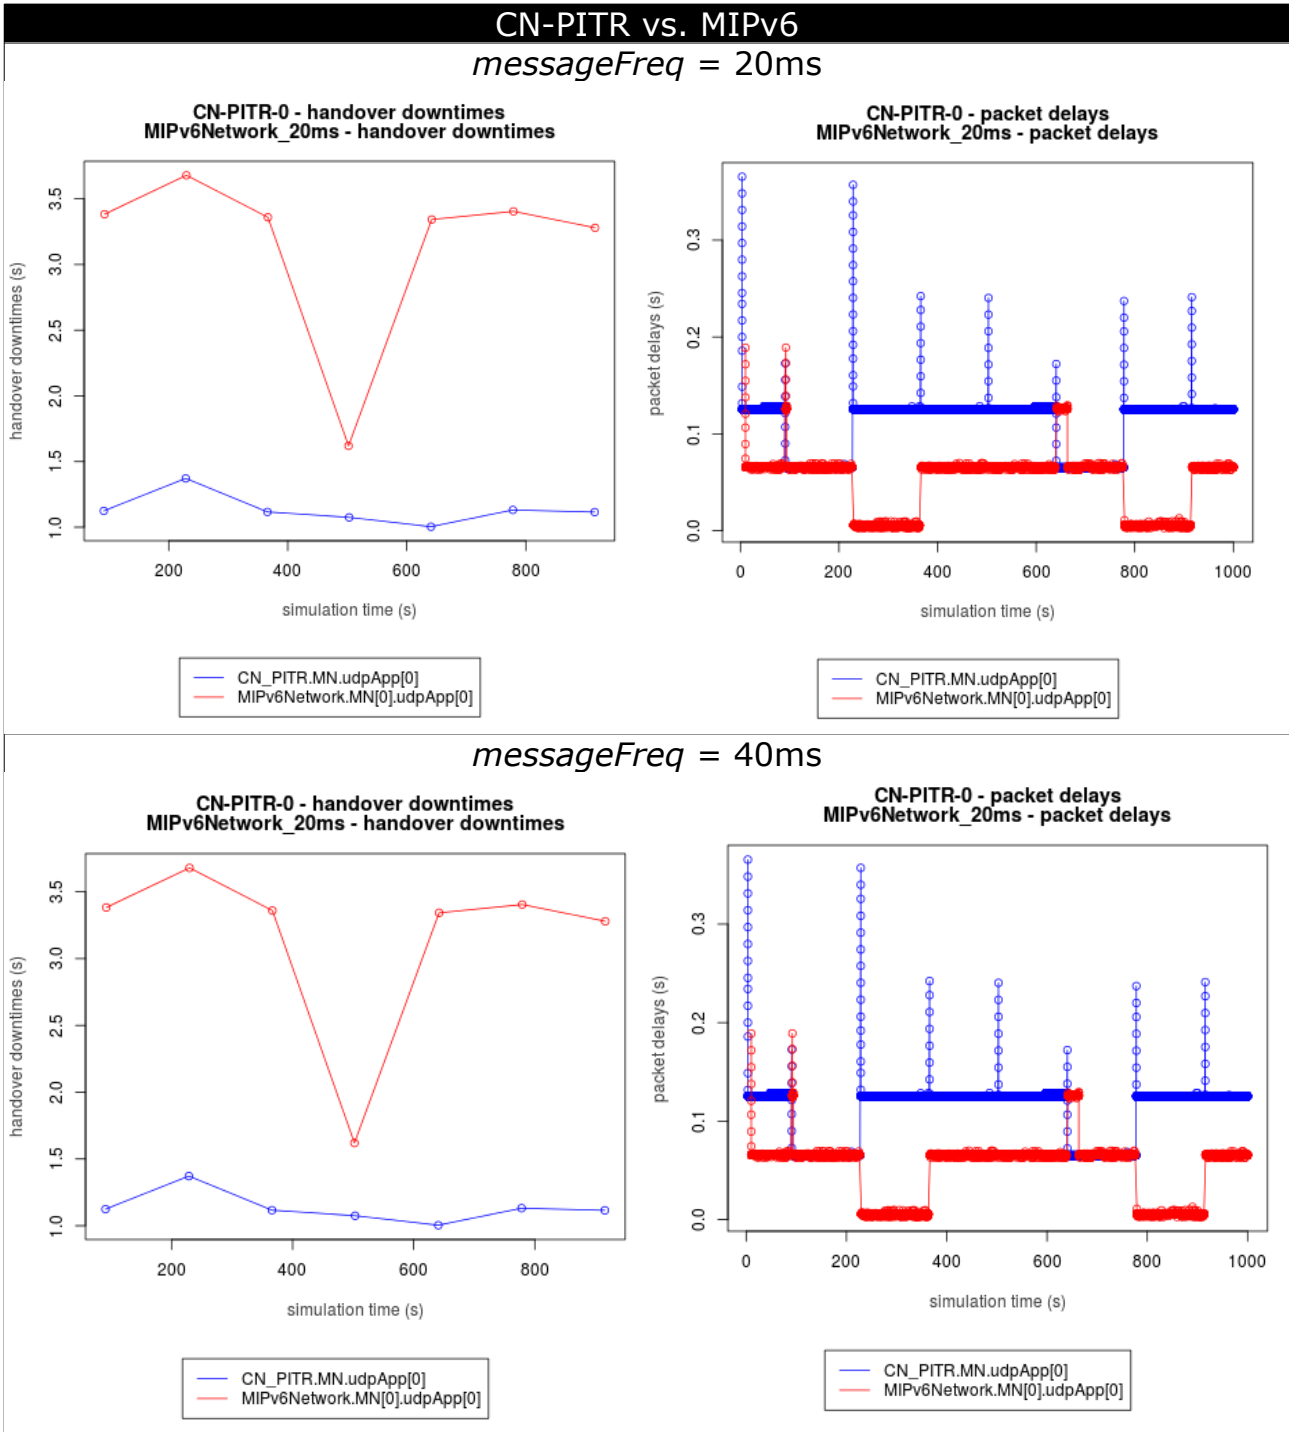 CN-PITR vs. MIPv6
messageFreq = 20ms
CN-PITR-0 - handover downtimes
MIPv6Network_20ms - handover downtimes
handover downtimes (s)
3.5
3.0
2.5
2.0
1.5
1.0
200 400 600 800
simulation time (s)
CN_PITR.MN.udpApp[0]
MIPv6Network.MN[0].udpApp[0]
CN-PITR-0 - packet delays
MIPv6Network_20ms - packet delays
packet delays (s)
0.3
0.2
0.1
0.0
0 200 400 600 800 1000
simulation time (s)
CN_PITR.MN.udpApp[0]
MIPv6Network.MN[0].udpApp[0]
messageFreq = 40ms
CN-PITR-0 - handover downtimes
MIPv6Network_20ms - handover downtimes
handover downtimes (s)
3.5
3.0
2.5
2.0
1.5
1.0
200 400 600 800
simulation time (s)
CN_PITR.MN.udpApp[0]
MIPv6Network.MN[0].udpApp[0]
CN-PITR-0 - packet delays
MIPv6Network_20ms - packet delays
packet delays (s)
0.3
0.2
0.1
0.0
0 200 400 600 800 1000
simulation time (s)
CN_PITR.MN.udpApp[0]
MIPv6Network.MN[0].udpApp[0]